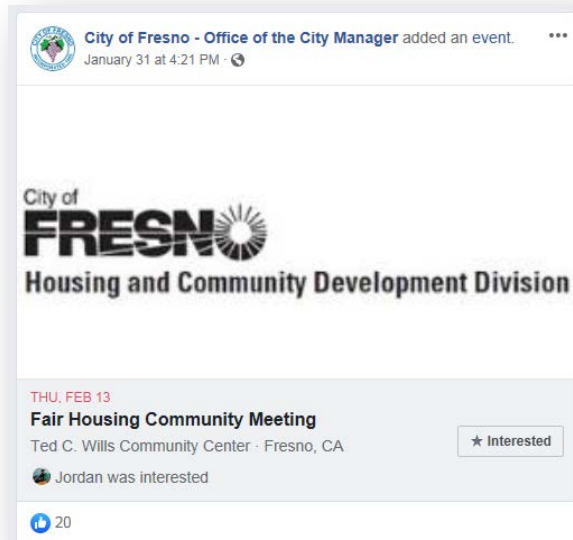 City of Fresno - Office of the City Manager added an event.
January 31 at 4:21 PM ·
City of
FRESNO
Housing and Community Development Division
THU, FEB 13
Fair Housing Community Meeting
Ted C. Wills Community Center · Fresno, CA
★ Interested
Jordan was interested
20